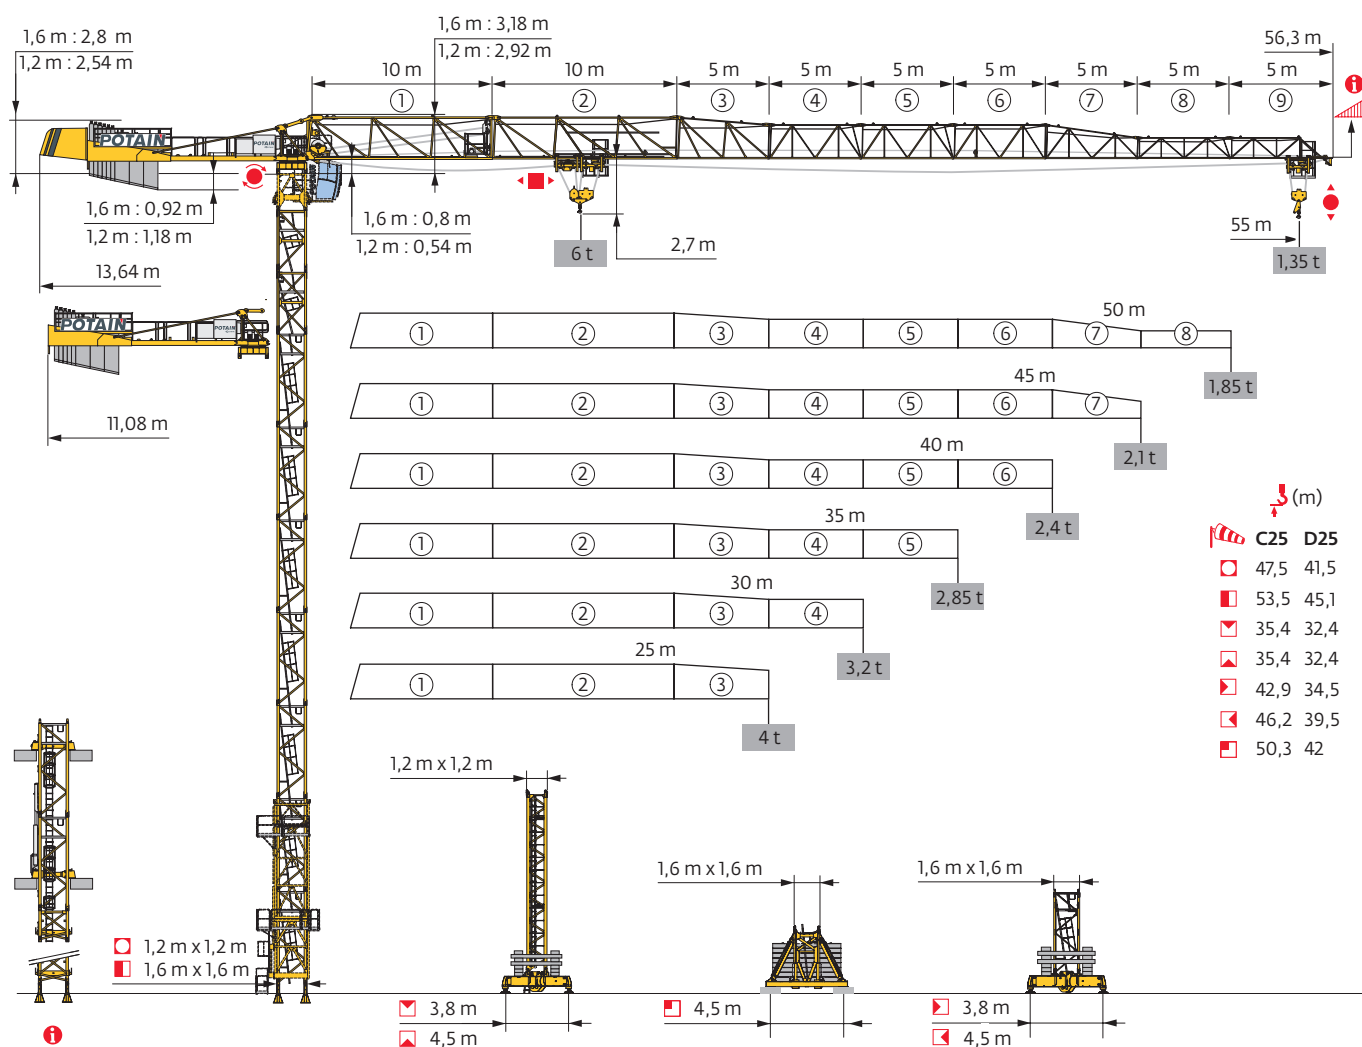 1,6 m : 2,8 m
1,2 m : 2,54 m
1,6 m : 3,18 m
1,2 m : 2,92 m
56,3 m
10 m
10 m
5 m
5 m
5 m
5 m
5 m
5 m
5 m
1
2
3
4
5
6
7
8
9
i
POTAIN
POTAIN
1,6 m : 0,92 m
1,2 m : 1,18 m
1,6 m : 0,8 m
1,2 m : 0,54 m
2,7 m
6 t
55 m
1,35 t
13,64 m
POTAIN
POTAIN
11,08 m
50 m
1
2
3
4
5
6
7
8
1,85 t
45 m
1
2
3
4
5
6
7
2,1 t
40 m
1
2
3
4
5
6
2,4 t
35 m
1
2
3
4
5
2,85 t
30 m
1
2
3
4
3,2 t
25 m
1
2
3
4 t
(m)
C25 D25
47,5 41,5
53,5 45,1
35,4 32,4
35,4 32,4
42,9 34,5
46,2 39,5
50,3 42
1,2 m x 1,2 m
1,6 m x 1,6 m
1,6 m x 1,6 m
1,2 m x 1,2 m
1,6 m x 1,6 m
3,8 m
4,5 m
4,5 m
3,8 m
4,5 m
i